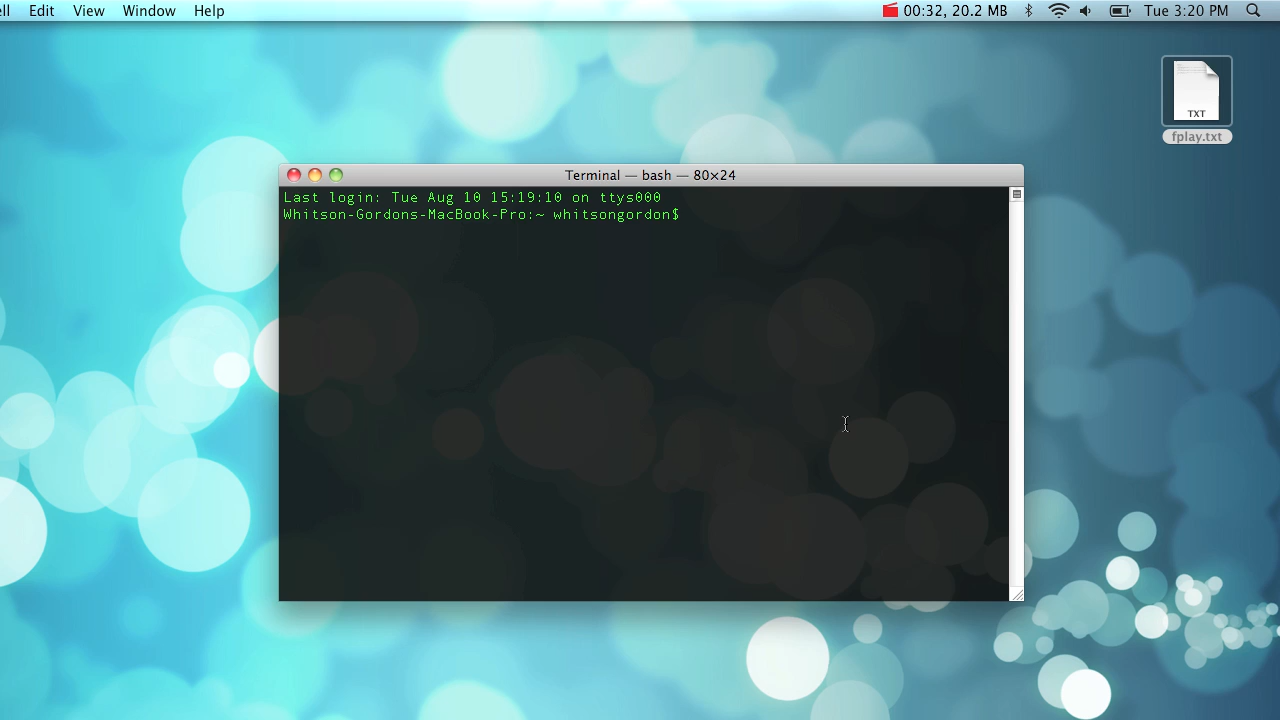 ell Edit View Window Help 00:32, 20.2 MB Tue 3:20 PM
TXT
fplay.txt
Terminal — bash — 80×24
Last login: Tue Aug 10 15:19:10 on ttys000
Whitson-Gordons-MacBook-Pro:~ whitsongordon$